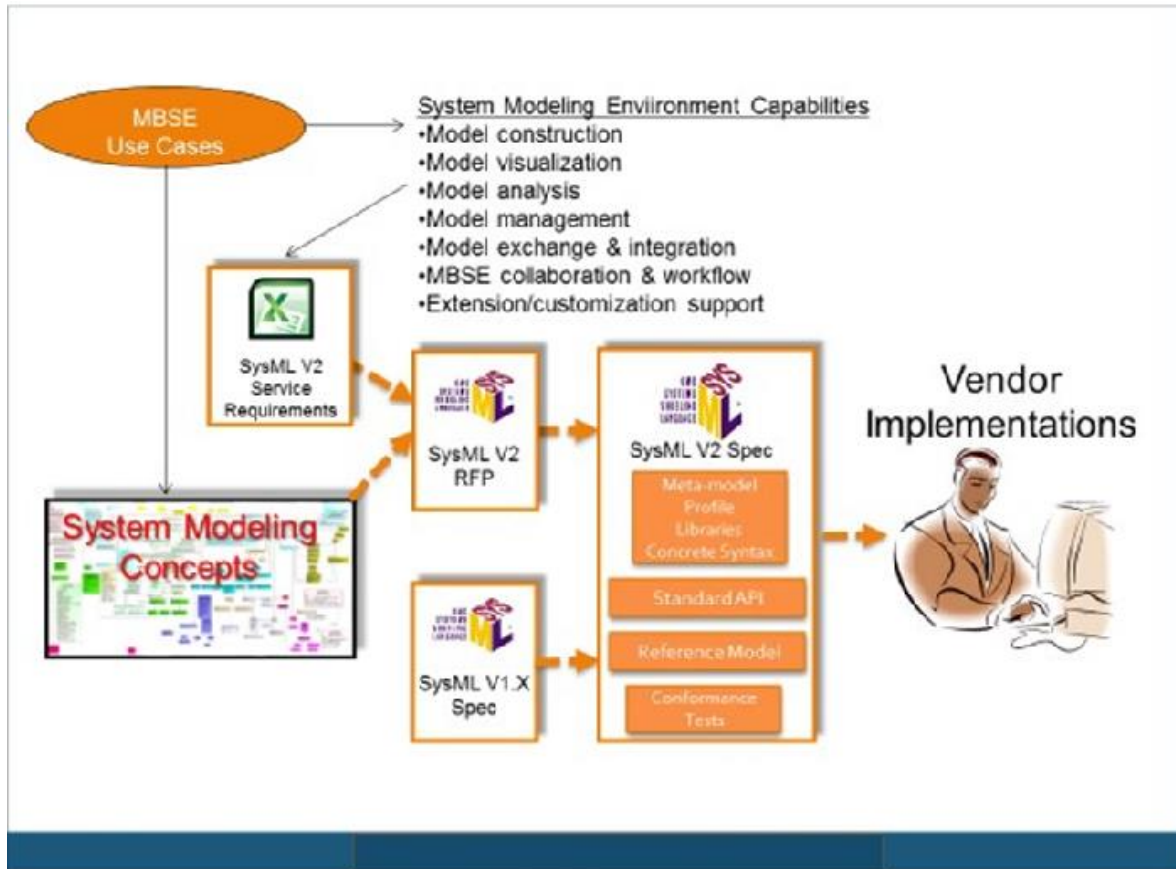 MBSE
Use Cases
System Modeling Enviironment Capabilities
•Model construction
•Model visualization
•Model analysis
•Model management
•Model exchange & integration
•MBSE collaboration & workflow
•Extension/customization support
SysML V2
Service
Requirements
System Modeling
Concepts
SysML V2
RFP
SysML V1.X
Spec
SysML V2 Spec
Meta-model
Profile
Libraries
Concrete Syntax
Standard API
Reference Model
Conformance
Tests
Vendor
Implementations